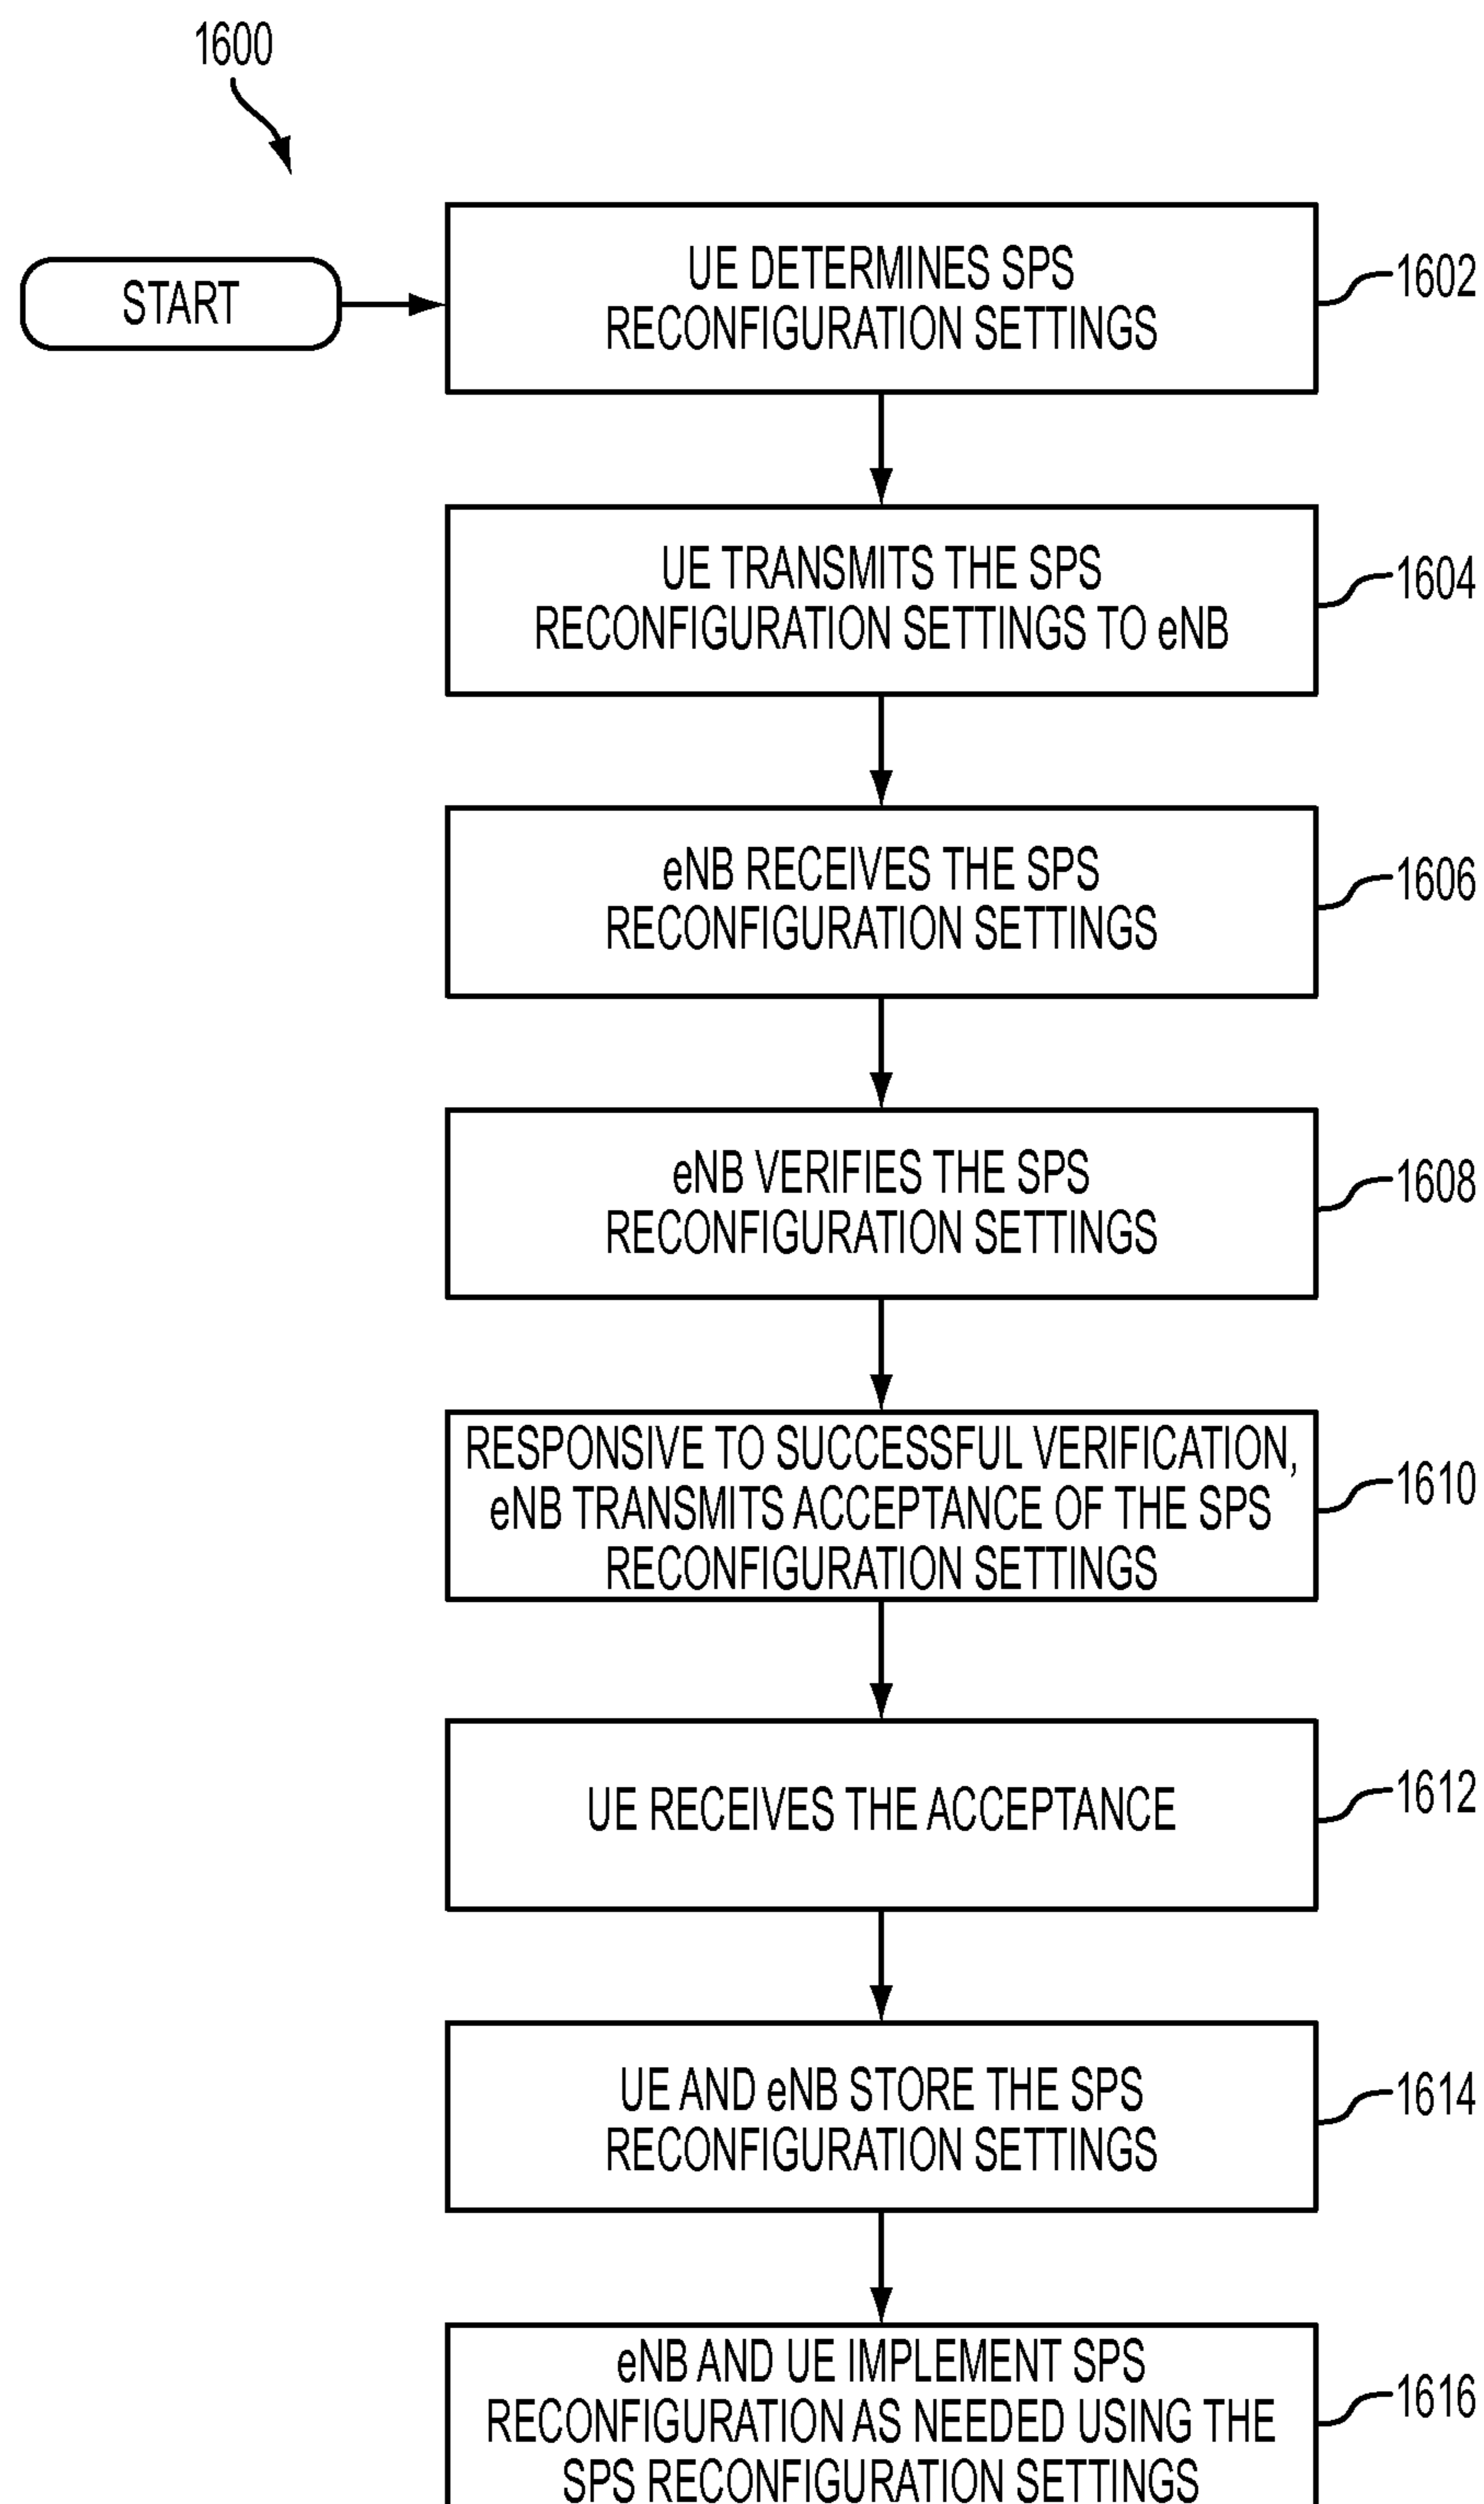 1600
START
UE DETERMINES SPS
RECONFIGURATION SETTINGS
1602
UE TRANSMITS THE SPS
RECONFIGURATION SETTINGS TO eNB
1604
eNB RECEIVES THE SPS
RECONFIGURATION SETTINGS
1606
eNB VERIFIES THE SPS
RECONFIGURATION SETTINGS
1608
RESPONSIVE TO SUCCESSFUL VERIFICATION,
eNB TRANSMITS ACCEPTANCE OF THE SPS
RECONFIGURATION SETTINGS
1610
UE RECEIVES THE ACCEPTANCE
1612
UE AND eNB STORE THE SPS
RECONFIGURATION SETTINGS
1614
eNB AND UE IMPLEMENT SPS
RECONFIGURATION AS NEEDED USING THE
SPS RECONFIGURATION SETTINGS
1616